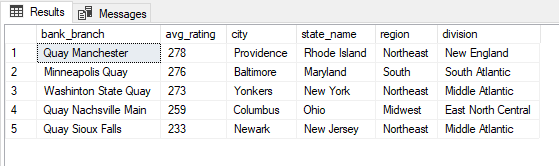 Results Messages
bank_branch avg_rating city state_name region division
1 Quay Manchester 278 Providence Rhode Island Northeast New England
2 Minneapolis Quay 276 Baltimore Maryland South South Atlantic
3 Washinton State Quay 273 Yonkers New York Northeast Middle Atlantic
4 Quay Nachsville Main 259 Columbus Ohio Midwest East North Central
5 Quay Sioux Falls 233 Newark New Jersey Northeast Middle Atlantic